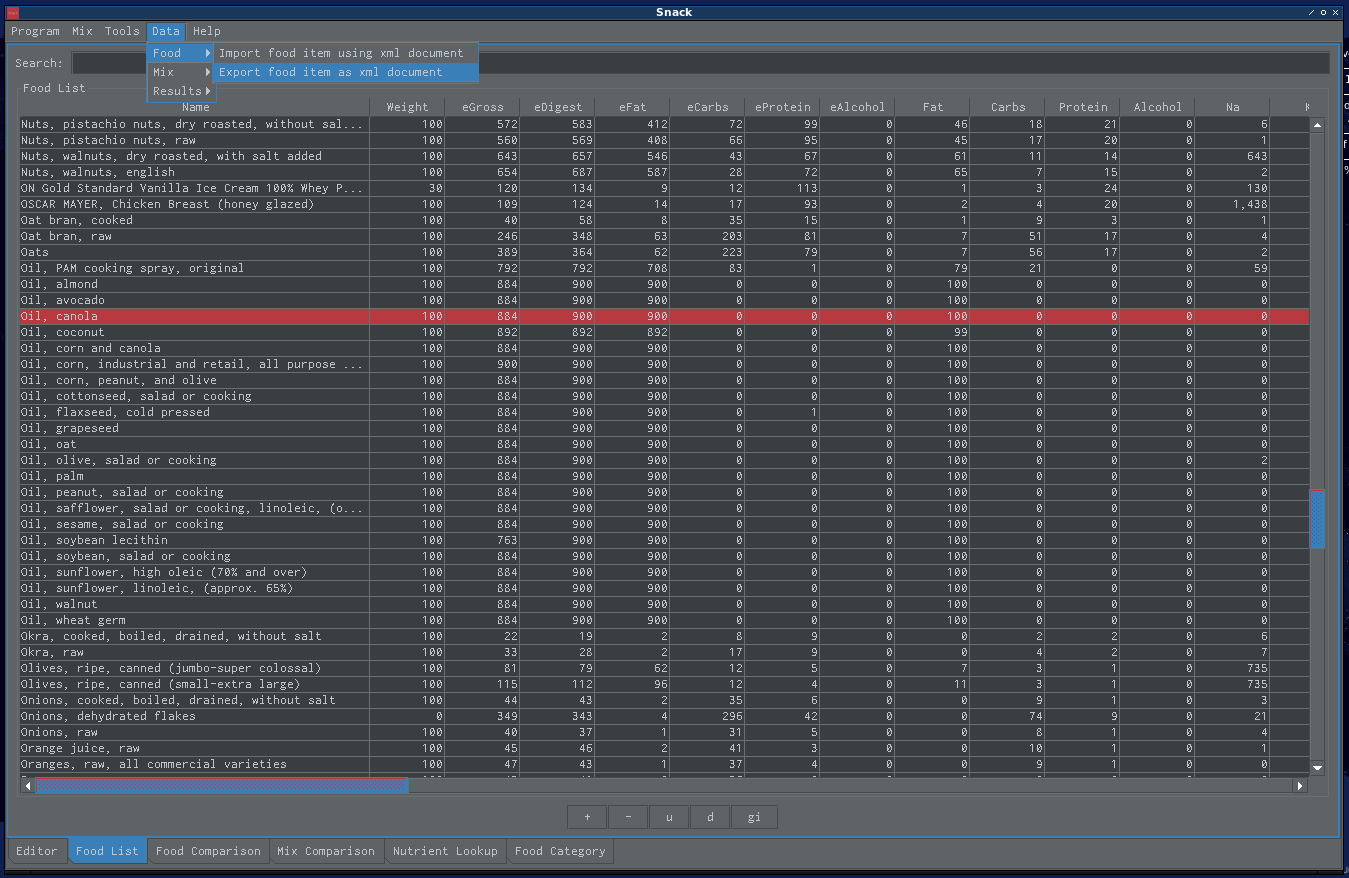 Snack
Program Mix Tools Data Help
Food Import food item using xml document
Search: Mix Export food item as xml document
Food List Results
Name Weight eGross eDigest eFat eCarbs eProtein eAlcohol Fat Carbs Protein Alcohol Na K
Nuts, pistachio nuts, dry roasted, without sal... 100 572 583 412 72 99 0 46 18 21 0 6
Nuts, pistachio nuts, raw 100 560 569 408 66 95 0 45 17 20 0 1
Nuts, walnuts, dry roasted, with salt added 100 643 657 546 43 67 0 61 11 14 0 643
Nuts, walnuts, english 100 654 687 587 28 72 0 65 7 15 0 2
ON Gold Standard Vanilla Ice Cream 100% Whey P... 30 120 134 9 12 113 0 1 3 24 0 130
OSCAR MAYER, Chicken Breast (honey glazed) 100 109 124 14 17 93 0 2 4 20 0 1,438
Oat bran, cooked 100 40 58 8 35 15 0 1 9 3 0 1
Oat bran, raw 100 246 348 63 203 81 0 7 51 17 0 4
Oats 100 389 364 62 223 79 0 7 56 17 0 2
Oil, PAM cooking spray, original 100 792 792 708 83 1 0 79 21 0 0 59
Oil, almond 100 884 900 900 0 0 0 100 0 0 0 0
Oil, avocado 100 884 900 900 0 0 0 100 0 0 0 0
Oil, canola 100 884 900 900 0 0 0 100 0 0 0 0
Oil, coconut 100 892 892 892 0 0 0 99 0 0 0 0
Oil, corn and canola 100 884 900 900 0 0 0 100 0 0 0 0
Oil, corn, industrial and retail, all purpose ... 100 900 900 900 0 0 0 100 0 0 0 0
Oil, corn, peanut, and olive 100 884 900 900 0 0 0 100 0 0 0 0
Oil, cottonseed, salad or cooking 100 884 900 900 0 0 0 100 0 0 0 0
Oil, flaxseed, cold pressed 100 884 900 900 0 1 0 100 0 0 0 0
Oil, grapeseed 100 884 900 900 0 0 0 100 0 0 0 0
Oil, oat 100 884 900 900 0 0 0 100 0 0 0 0
Oil, olive, salad or cooking 100 884 900 900 0 0 0 100 0 0 0 2
Oil, palm 100 884 900 900 0 0 0 100 0 0 0 0
Oil, peanut, salad or cooking 100 884 900 900 0 0 0 100 0 0 0 0
Oil, safflower, salad or cooking, linoleic, (o... 100 884 900 900 0 0 0 100 0 0 0 0
Oil, sesame, salad or cooking 100 884 900 900 0 0 0 100 0 0 0 0
Oil, soybean lecithin 100 763 900 900 0 0 0 100 0 0 0 0
Oil, soybean, salad or cooking 100 884 900 900 0 0 0 100 0 0 0 0
Oil, sunflower, high oleic (70% and over) 100 884 900 900 0 0 0 100 0 0 0 0
Oil, sunflower, linoleic, (approx. 65%) 100 884 900 900 0 0 0 100 0 0 0 0
Oil, walnut 100 884 900 900 0 0 0 100 0 0 0 0
Oil, wheat germ 100 884 900 900 0 0 0 100 0 0 0 0
Okra, cooked, boiled, drained, without salt 100 22 19 2 8 9 0 0 2 2 0 6
Okra, raw 100 33 28 2 17 9 0 0 4 2 0 7
Olives, ripe, canned (jumbo-super colossal) 100 81 79 62 12 5 0 7 3 1 0 735
Olives, ripe, canned (small-extra large) 100 115 112 96 12 4 0 11 3 1 0 735
Onions, cooked, boiled, drained, without salt 100 44 43 2 35 6 0 0 9 1 0 3
Onions, dehydrated flakes 0 349 343 4 296 42 0 0 74 9 0 21
Onions, raw 100 40 37 1 31 5 0 0 8 1 0 4
Orange juice, raw 100 45 46 2 41 3 0 0 10 1 0 1
Oranges, raw, all commercial varieties 100 47 43 1 37 4 0 0 9 1 0 0
+ - u d gi
Editor Food List Food Comparison Mix Comparison Nutrient Lookup Food Category